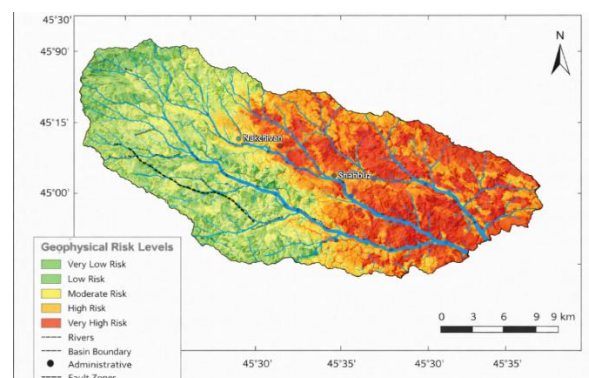 45°30'
45°90'
45°15'
45°00'
N
Nakchivan
Shahbuz
Geophysical Risk Levels
Very Low Risk
Low Risk
Moderate Risk
High Risk
Very High Risk
Rivers
Basin Boundary
Administrative
Fault Zones
0 3 6 9 9 km
45°30' 45°35' 45°30' 45°35'